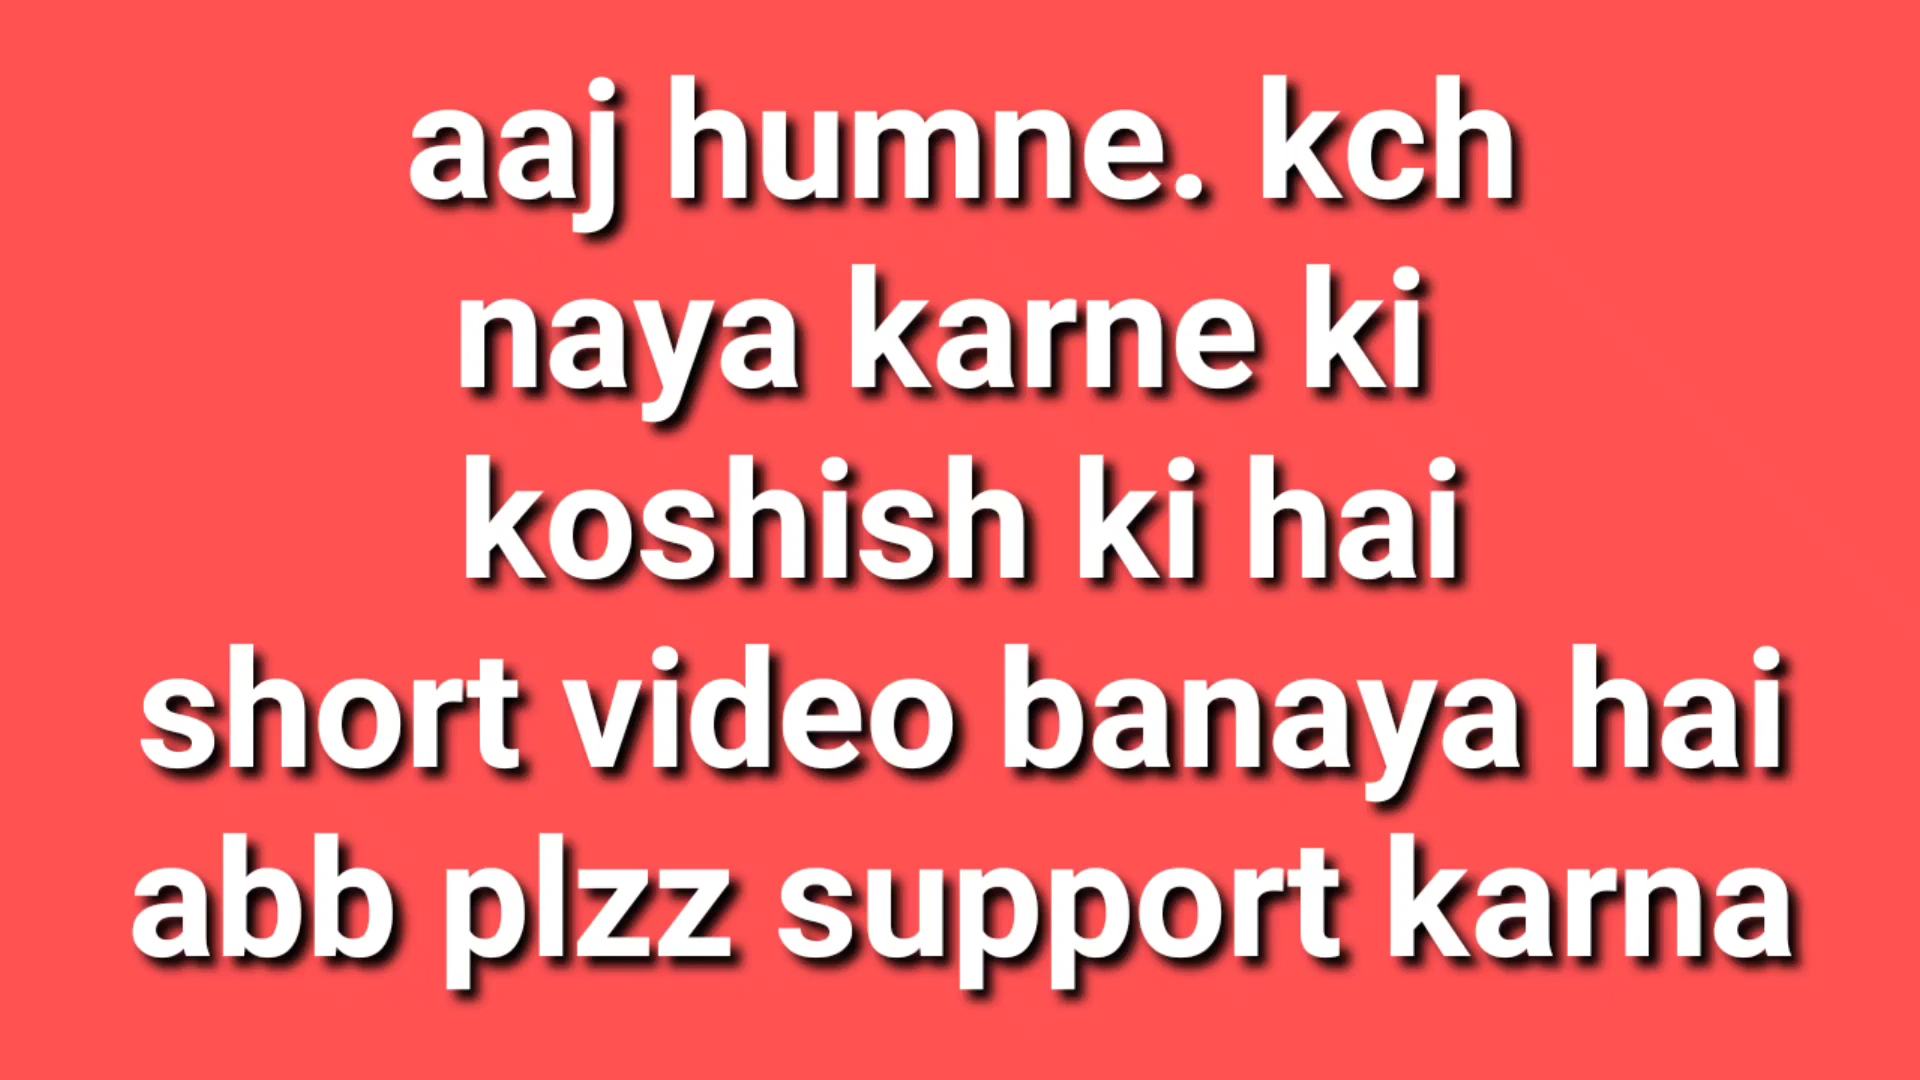 aaj humne. kch
naya karne ki
koshish ki hai
short video banaya hai
abb plzz support karna